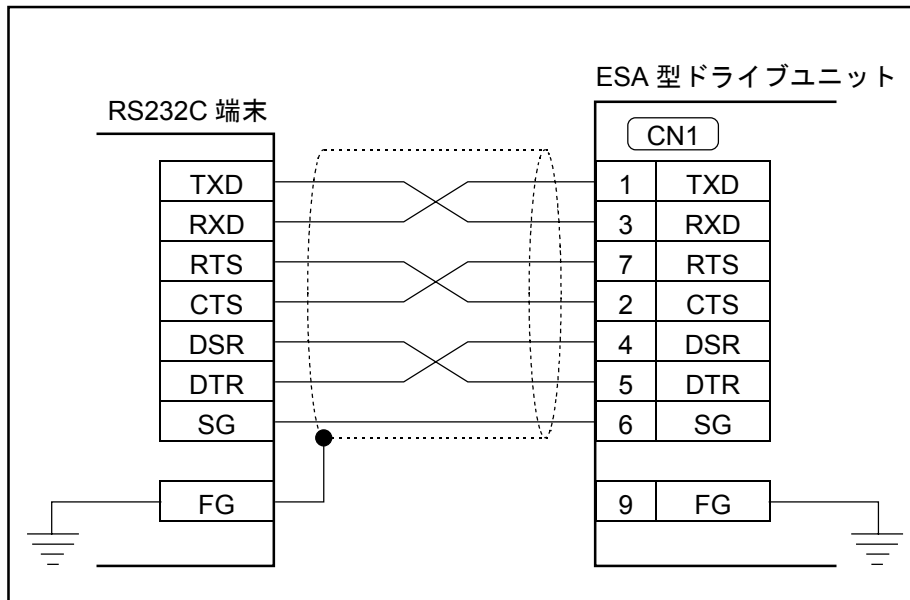 ESA 型ドライブユニット
RS232C 端末
CN1
TXD 1 TXD
RXD 3 RXD
RTS 7 RTS
CTS 2 CTS
DSR 4 DSR
DTR 5 DTR
SG 6 SG
FG 9 FG